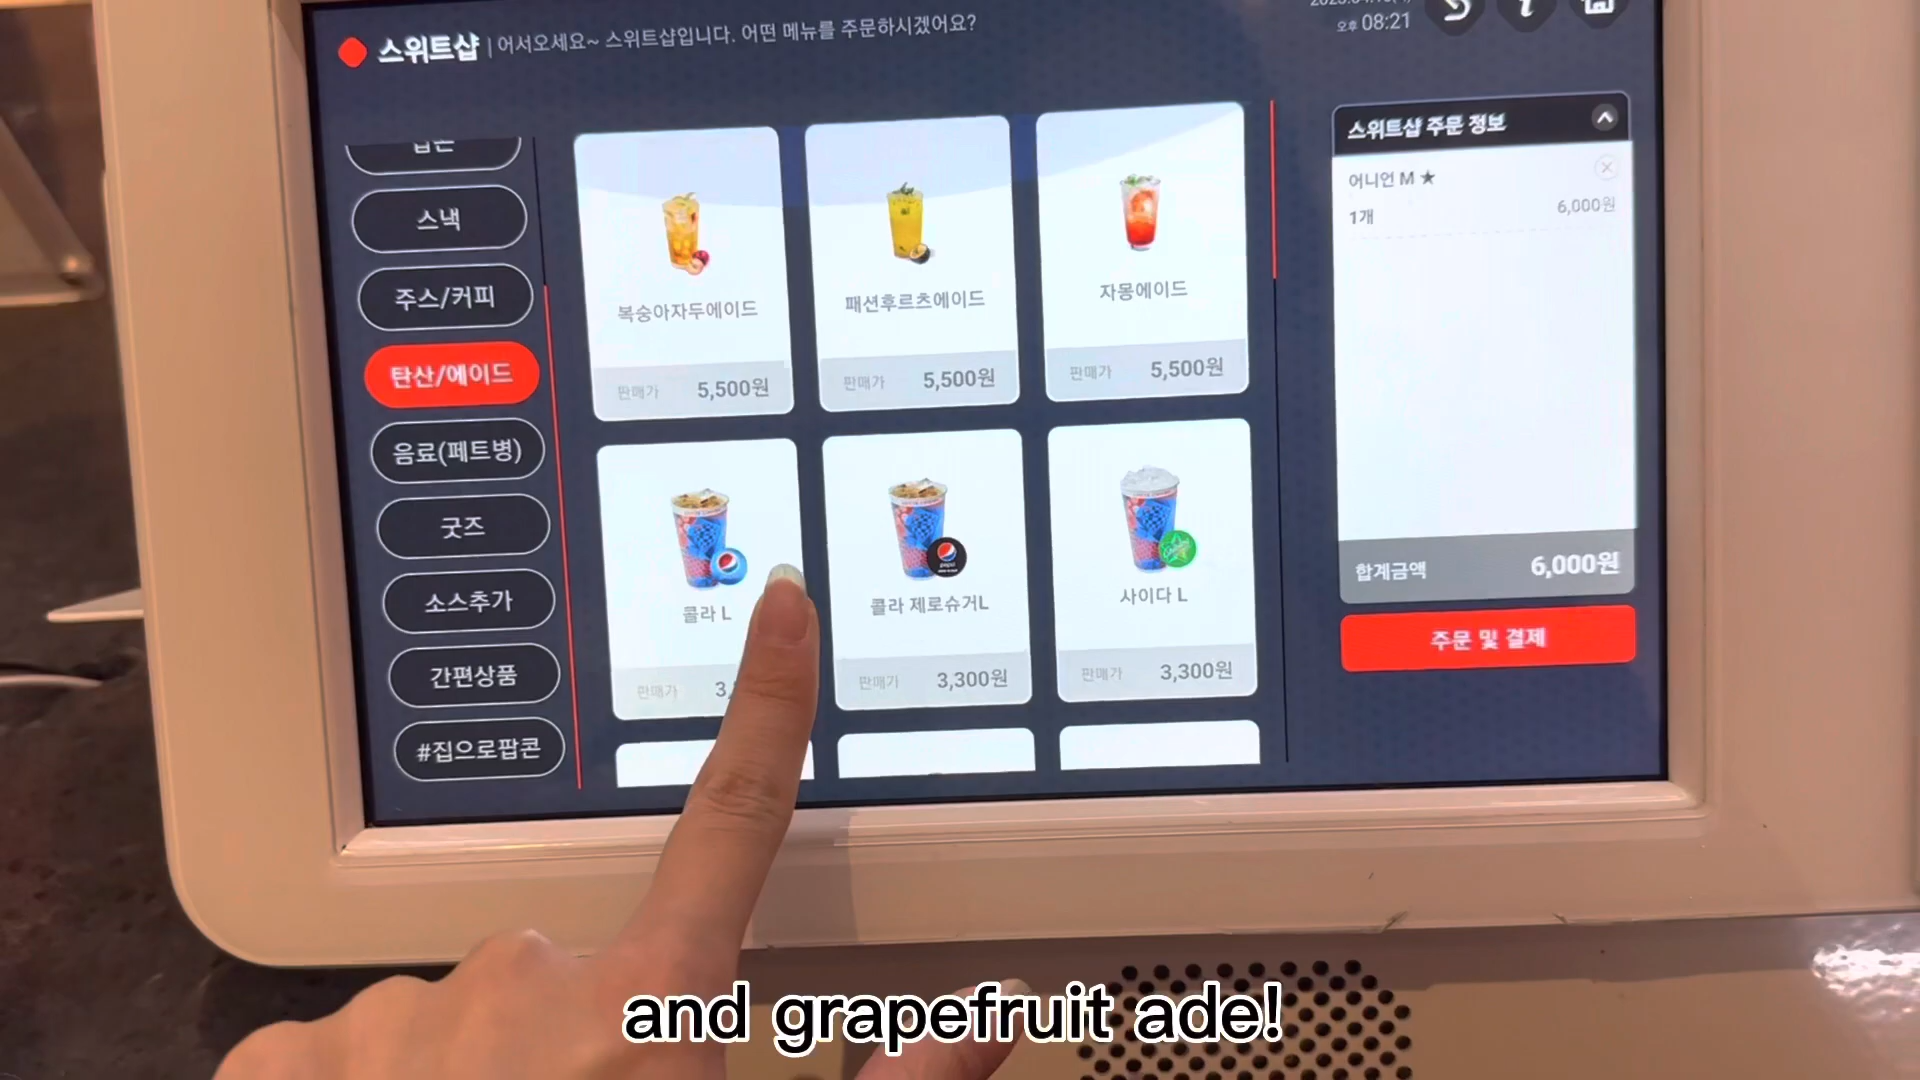 스위트샵 | 어서오세요~ 스위트샵입니다. 어떤 메뉴를 주문하시겠어요?
오후 08:21
팝콘
스낵
주스/커피
탄산/에이드
음료(페트병)
굿즈
소스추가
간편상품
#집으로팝콘
복숭아자두에이드
판매가 5,500원
패션후르츠에이드
판매가 5,500원
자몽에이드
판매가 5,500원
콜라 L
판매가
콜라 제로슈거L
판매가 3,300원
사이다 L
판매가 3,300원
스위트샵 주문 정보
어니언 M ★
1개 6,000원
합계금액 6,000원
주문 및 결제
and grapefruit ade!